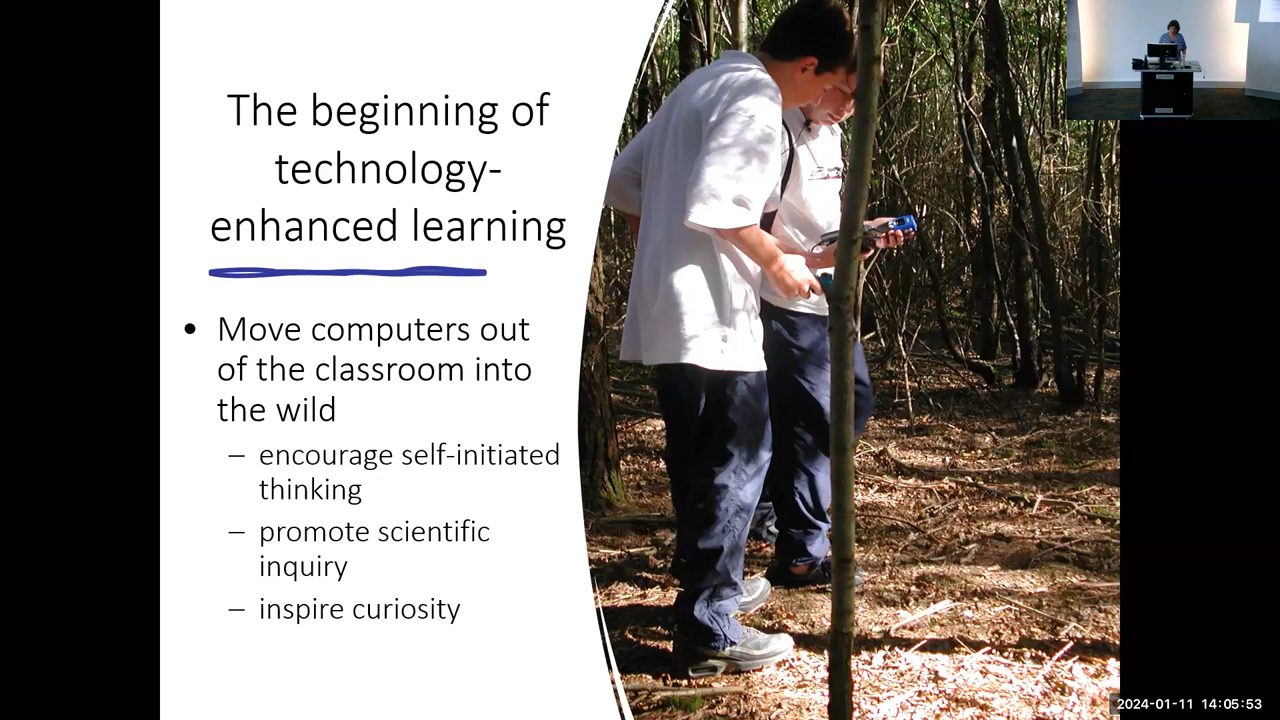 The beginning of
technology-
enhanced learning
• Move computers out
of the classroom into
the wild
– encourage self-initiated
thinking
– promote scientific
inquiry
– inspire curiosity
2024-01-11 14:05:53